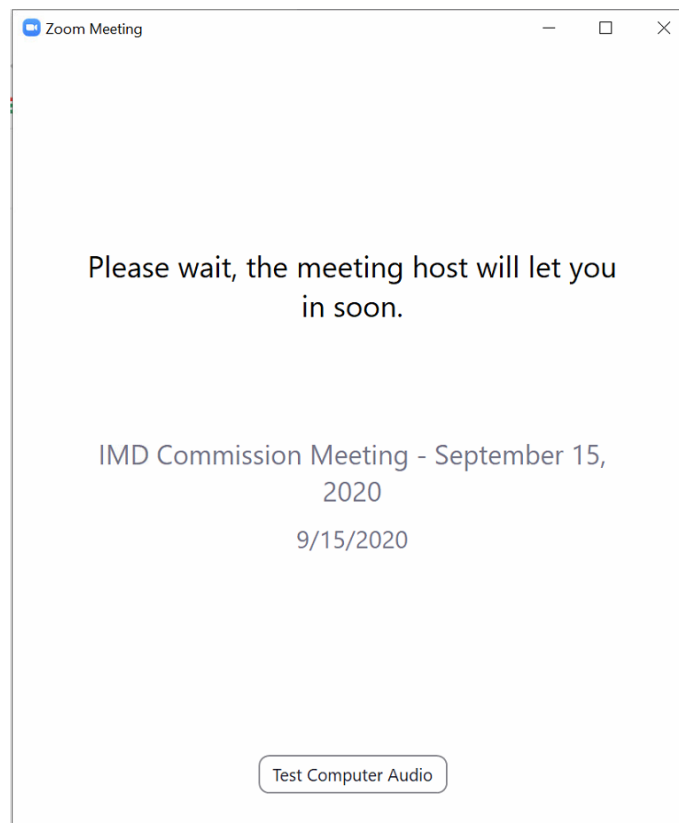 Zoom Meeting
Please wait, the meeting host will let you
in soon.
IMD Commission Meeting - September 15,
2020
9/15/2020
Test Computer Audio